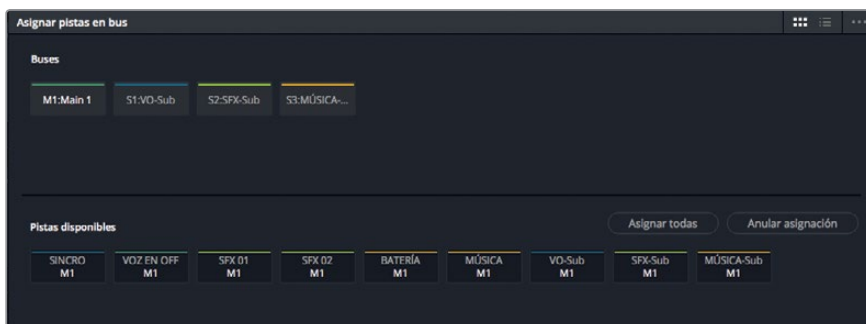 Asignar pistas en bus
Buses
M1:Main 1 S1:VO-Sub S2:SFX-Sub S3:MÚSICA-...
Pistas disponibles Asignar todas Anular asignación
SINCRO VOZ EN OFF SFX 01 SFX 02 BATERÍA MÚSICA VO-Sub SFX-Sub MÚSICA-Sub
M1 M1 M1 M1 M1 M1 M1 M1 M1